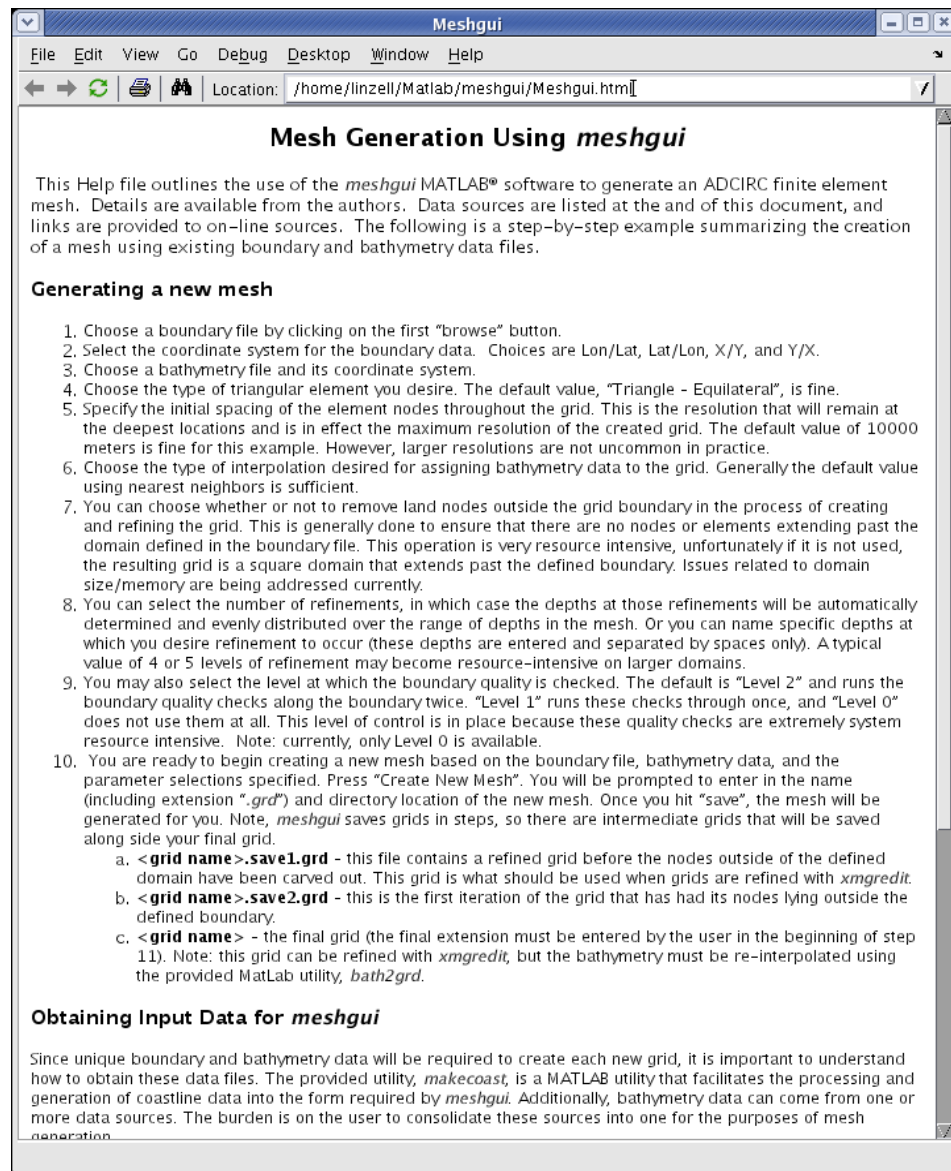 Meshgui
File Edit View Go Debug Desktop Window Help
Location: /home/linzell/Matlab/meshgui/Meshgui.html
Mesh Generation Using meshgui
This Help file outlines the use of the meshgui MATLAB® software to generate an ADCIRC finite element
mesh. Details are available from the authors. Data sources are listed at the and of this document, and
links are provided to on-line sources. The following is a step-by-step example summarizing the creation
of a mesh using existing boundary and bathymetry data files.
Generating a new mesh
1. Choose a boundary file by clicking on the first “browse” button.
2. Select the coordinate system for the boundary data. Choices are Lon/Lat, Lat/Lon, X/Y, and Y/X.
3. Choose a bathymetry file and its coordinate system.
4. Choose the type of triangular element you desire. The default value, “Triangle - Equilateral”, is fine.
5. Specify the initial spacing of the element nodes throughout the grid. This is the resolution that will remain at
the deepest locations and is in effect the maximum resolution of the created grid. The default value of 10000
meters is fine for this example. However, larger resolutions are not uncommon in practice.
6. Choose the type of interpolation desired for assigning bathymetry data to the grid. Generally the default value
using nearest neighbors is sufficient.
7. You can choose whether or not to remove land nodes outside the grid boundary in the process of creating
and refining the grid. This is generally done to ensure that there are no nodes or elements extending past the
domain defined in the boundary file. This operation is very resource intensive, unfortunately if it is not used,
the resulting grid is a square domain that extends past the defined boundary. Issues related to domain
size/memory are being addressed currently.
8. You can select the number of refinements, in which case the depths at those refinements will be automatically
determined and evenly distributed over the range of depths in the mesh. Or you can name specific depths at
which you desire refinement to occur (these depths are entered and separated by spaces only). A typical
value of 4 or 5 levels of refinement may become resource-intensive on larger domains.
9. You may also select the level at which the boundary quality is checked. The default is “Level 2” and runs the
boundary quality checks along the boundary twice. “Level 1” runs these checks through once, and “Level 0”
does not use them at all. This level of control is in place because these quality checks are extremely system
resource intensive. Note: currently, only Level 0 is available.
10. You are ready to begin creating a new mesh based on the boundary file, bathymetry data, and the
parameter selections specified. Press “Create New Mesh”. You will be prompted to enter in the name
(including extension “.grd”) and directory location of the new mesh. Once you hit “save”, the mesh will be
generated for you. Note, meshgui saves grids in steps, so there are intermediate grids that will be saved
along side your final grid.
a. <grid name>.save1.grd - this file contains a refined grid before the nodes outside of the defined
domain have been carved out. This grid is what should be used when grids are refined with xmgredit.
b. <grid name>.save2.grd - this is the first iteration of the grid that has had its nodes lying outside the
defined boundary.
c. <grid name> - the final grid (the final extension must be entered by the user in the beginning of step
11). Note: this grid can be refined with xmgredit, but the bathymetry must be re-interpolated using
the provided MatLab utility, bath2grd.
Obtaining Input Data for meshgui
Since unique boundary and bathymetry data will be required to create each new grid, it is important to understand
how to obtain these data files. The provided utility, makecoast, is a MATLAB utility that facilitates the processing and
generation of coastline data into the form required by meshgui. Additionally, bathymetry data can come from one or
more data sources. The burden is on the user to consolidate these sources into one for the purposes of mesh
generation.